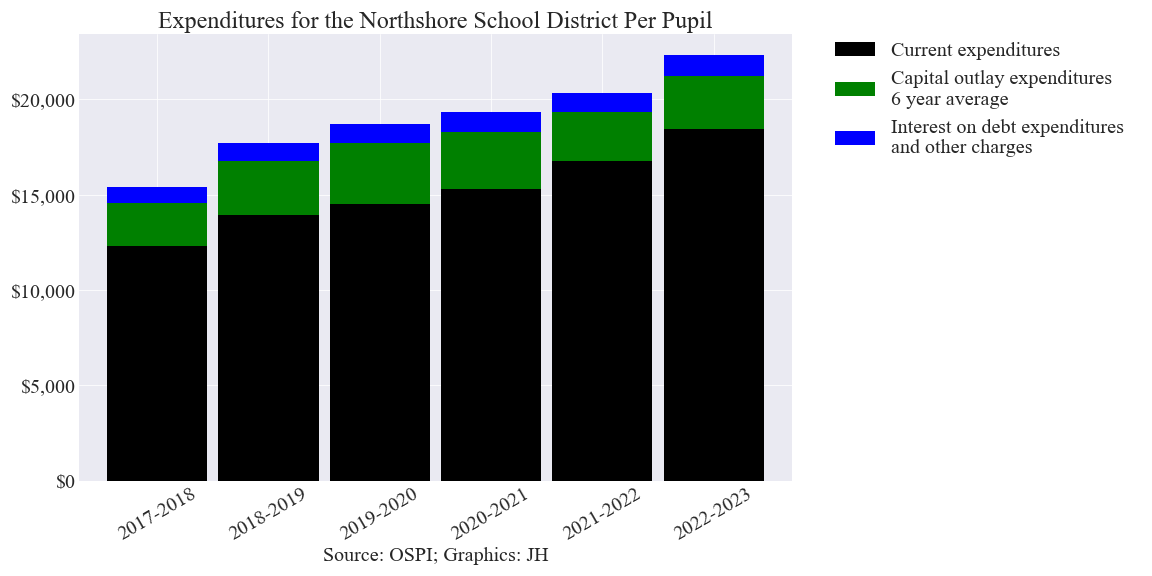 Expenditures for the Northshore School District Per Pupil
Current expenditures
Capital outlay expenditures
6 year average
Interest on debt expenditures
and other charges
$20,000
$15,000
$10,000
$5,000
$0
2017-2018
2018-2019
2019-2020
2020-2021
2021-2022
2022-2023
Source: OSPI; Graphics: JH